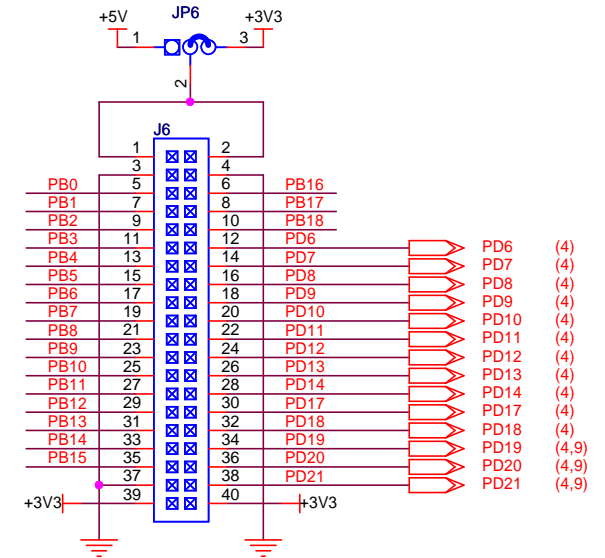 JP6
+5V +3V3
1 3
2
J6
1 2
3 4
PB0 5 6 PB16
PB1 7 8 PB17
PB2 9 10 PB18
PB3 11 12 PD6 PD6 (4)
PB4 13 14 PD7 PD7 (4)
PB5 15 16 PD8 PD8 (4)
PB6 17 18 PD9 PD9 (4)
PB7 19 20 PD10 PD10 (4)
PB8 21 22 PD11 PD11 (4)
PB9 23 24 PD12 PD12 (4)
PB10 25 26 PD13 PD13 (4)
PB11 27 28 PD14 PD14 (4)
PB12 29 30 PD17 PD17 (4)
PB13 31 32 PD18 PD18 (4)
PB14 33 34 PD19 PD19 (4,9)
PB15 35 36 PD20 PD20 (4,9)
37 38 PD21 PD21 (4,9)
+3V3 39 40 +3V3